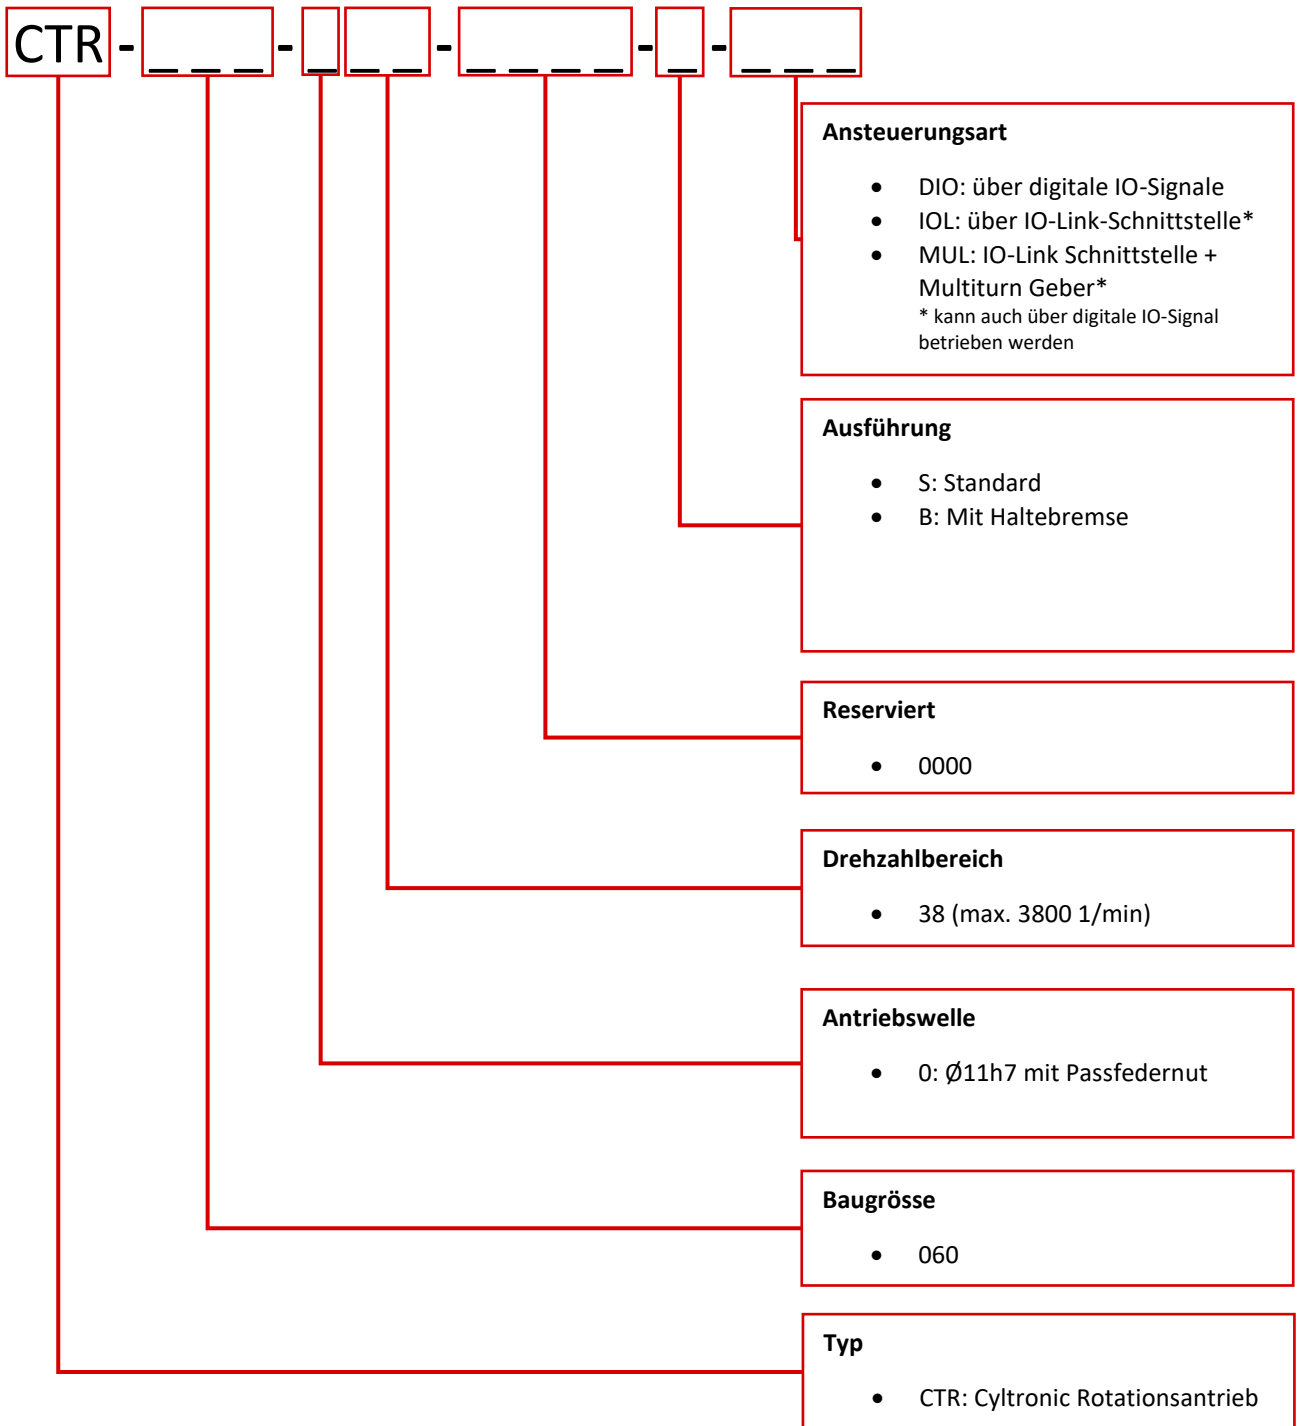 CTR - _ _ _ - _ _ _ - _ _ _ _ - _ - _ _ _
Ansteuerungsart
• DIO: über digitale IO-Signale
• IOL: über IO-Link-Schnittstelle*
• MUL: IO-Link Schnittstelle +
Multiturn Geber*
* kann auch über digitale IO-Signal
betrieben werden
Ausführung
• S: Standard
• B: Mit Haltebremse
Reserviert
• 0000
Drehzahlbereich
• 38 (max. 3800 1/min)
Antriebswelle
• 0: Ø11h7 mit Passfedernut
Baugrösse
• 060
Typ
• CTR: Cyltronic Rotationsantrieb